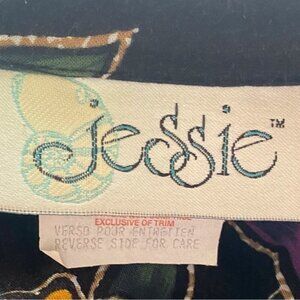 jessie™
EXCLUSIVE OF TRIM
VERSO POUR ENTRETIEN
REVERSE SIDE FOR CARE